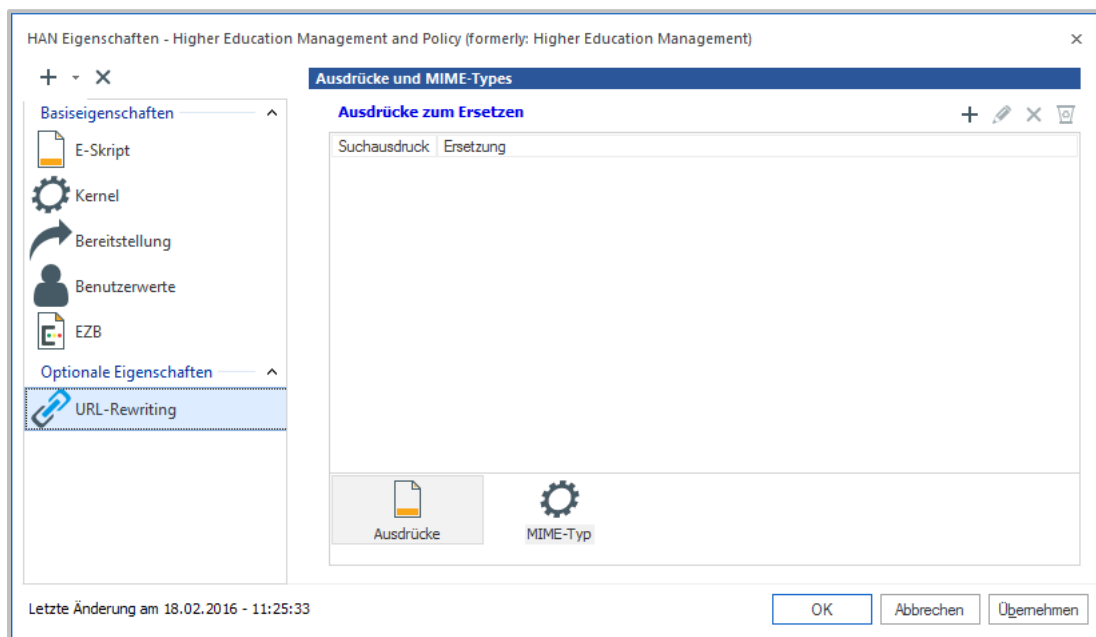 HAN Eigenschaften - Higher Education Management and Policy (formerly: Higher Education Management)
Ausdrücke und MIME-Types
Basiseigenschaften
E-Skript
Kernel
Bereitstellung
Benutzerwerte
EZB
Optionale Eigenschaften
URL-Rewriting
Ausdrücke zum Ersetzen
Suchausdruck Ersetzung
Ausdrücke MIME-Typ
Letzte Änderung am 18.02.2016 - 11:25:33
OK Abbrechen Übernehmen